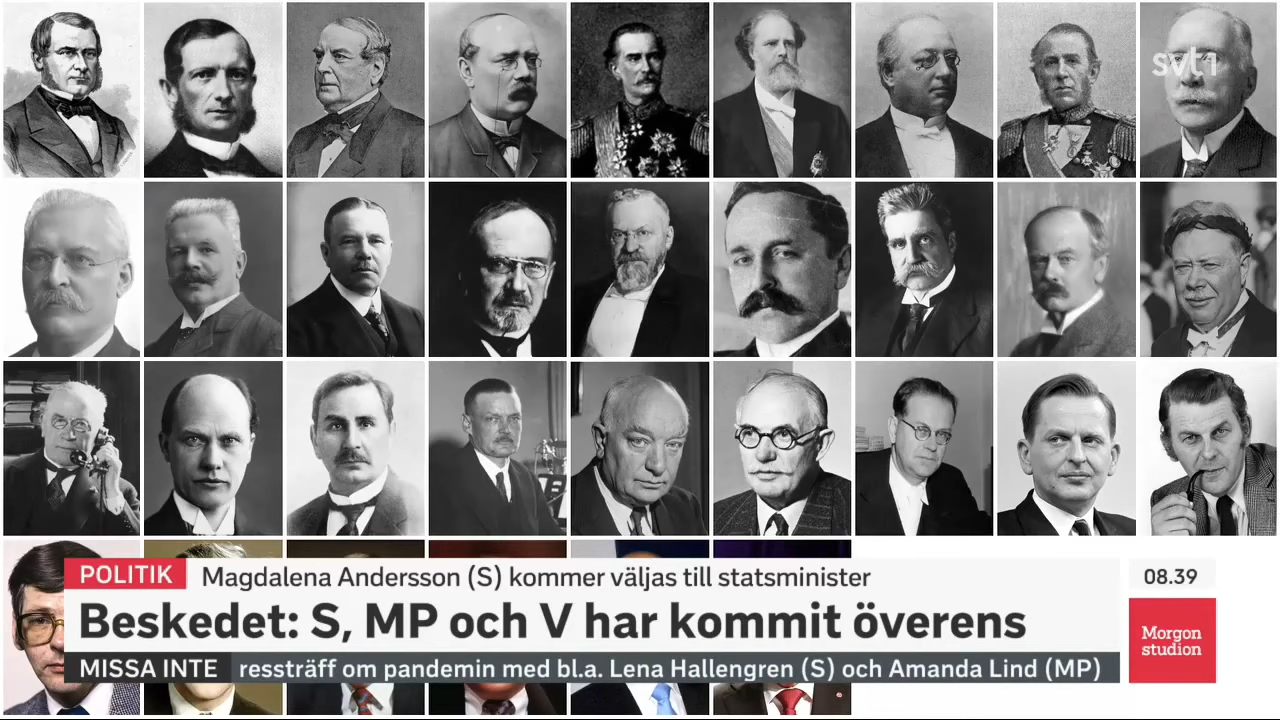 svt1
POLITIK Magdalena Andersson (S) kommer väljas till statsminister
08.39
Beskedet: S, MP och V har kommit överens
Morgon
studion
MISSA INTE ressträff om pandemin med bl.a. Lena Hallengren (S) och Amanda Lind (MP)